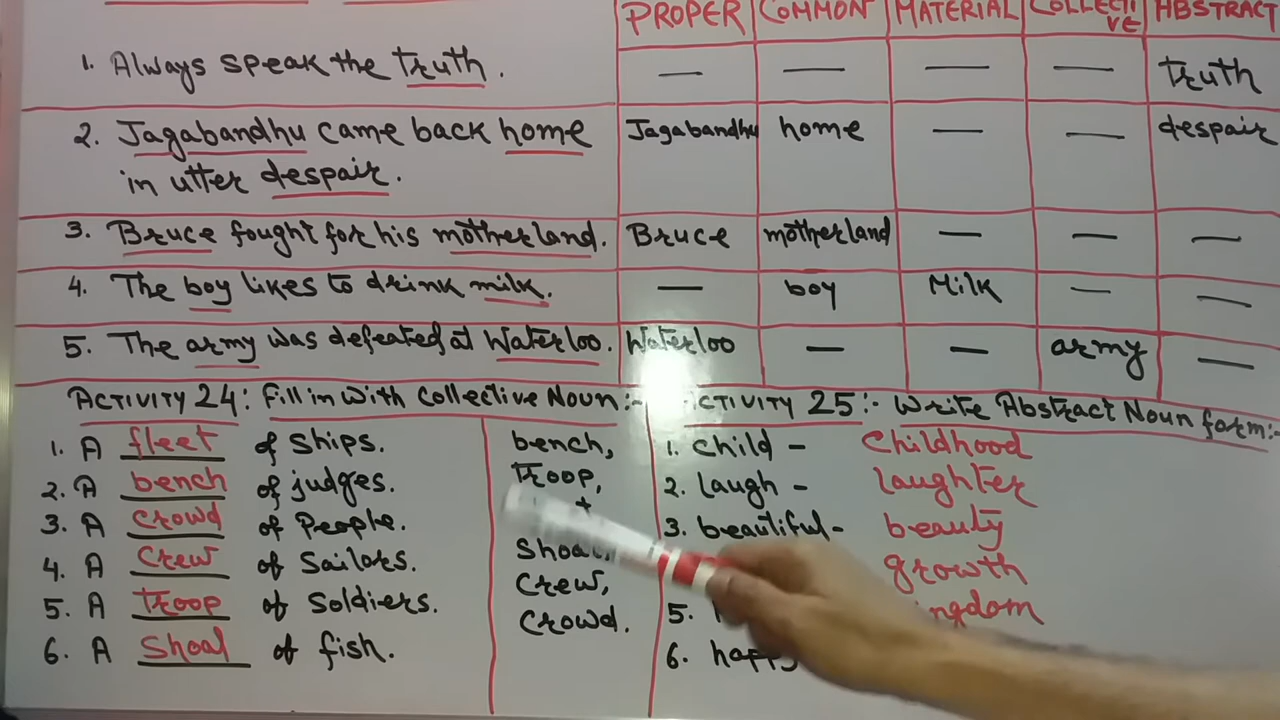 PROPER COMMON MATERIAL COLLECTIVE ABSTRACT
1. Always speak the truth. — — — — truth
2. Jagabandhu came back home Jagabandhu home — — despair
in utter despair.
3. Bruce fought for his motherland. Bruce motherland — — —
4. The boy likes to drink milk. — boy Milk — —
5. The army was defeated at Waterloo. Waterloo — — army —
ACTIVITY 24: Fill in with Collective Noun:-
1. A fleet of ships.
2. A bench of judges.
3. A crowd of People.
4. A Crew of Sailors.
5. A troop of Soldiers.
6. A Shoal of fish.
bench,
troop,
Shoal,
Crew,
Crowd.
ACTIVITY 25:- Write Abstract Noun form:-
1. Child - Childhood
2. Laugh - laughter
3. beautiful- beauty
growth
5.
6.